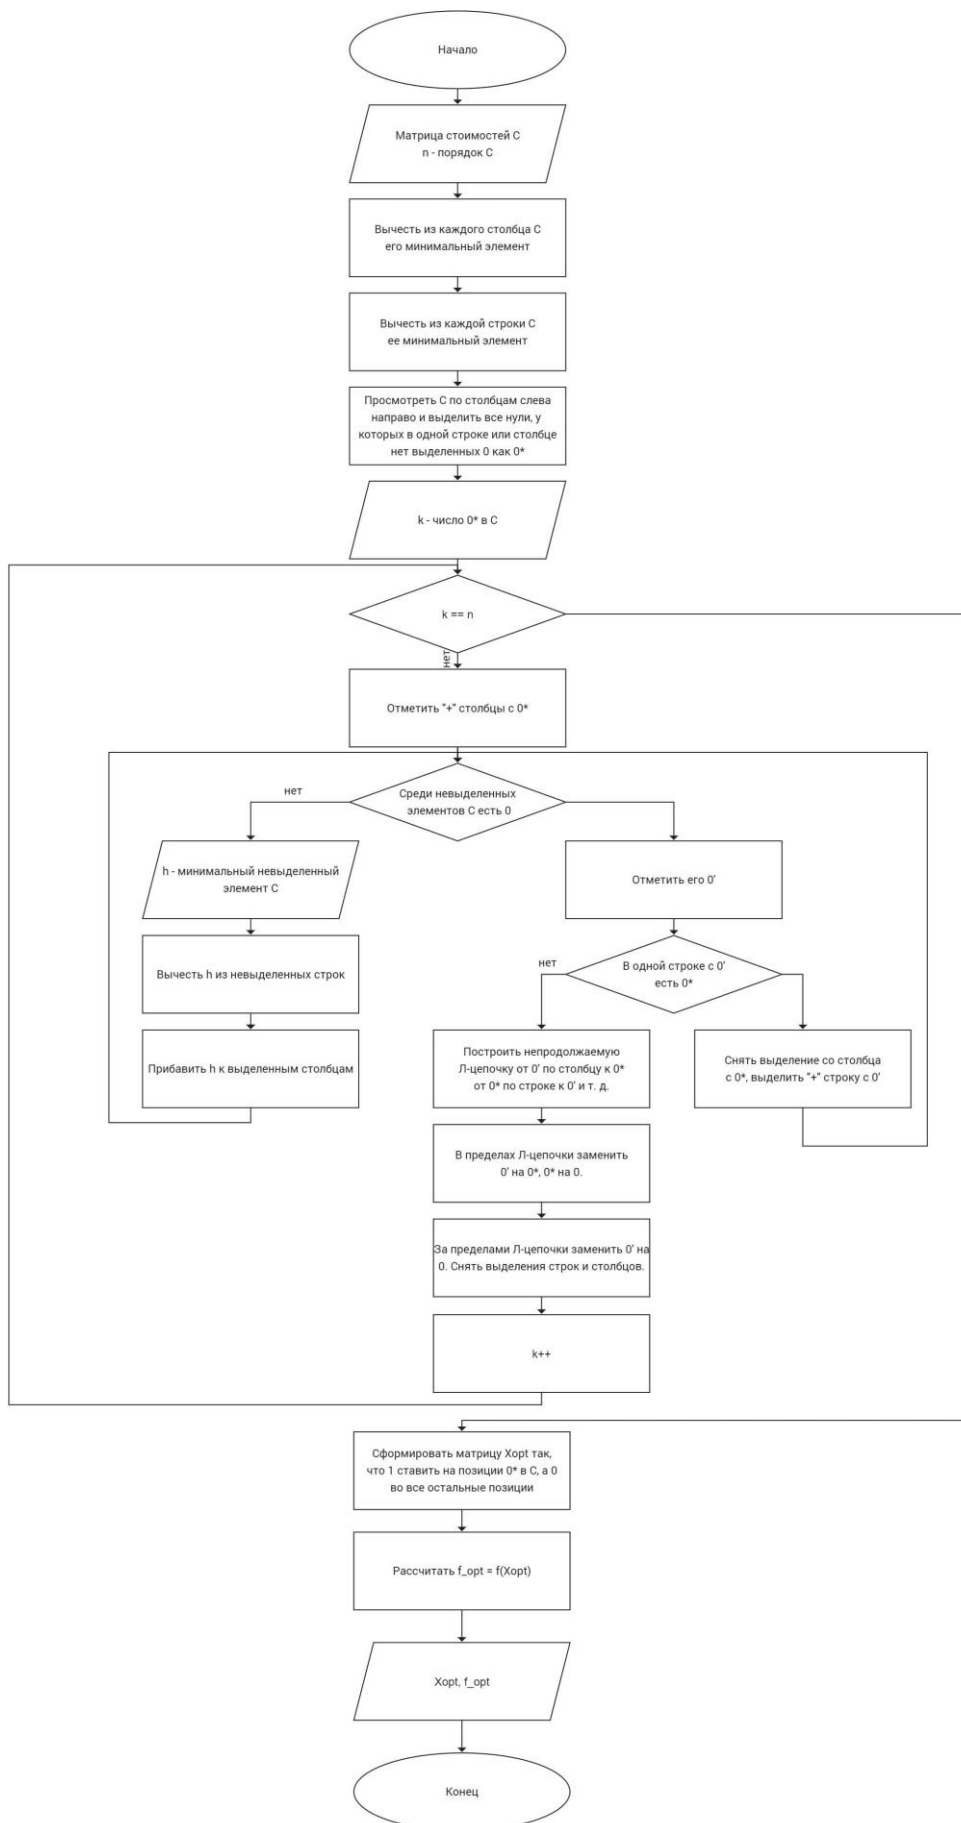 Начало
Матрица стоимостей С
n - порядок С
Вычесть из каждого столбца С
его минимальный элемент
Вычесть из каждой строки С
ее минимальный элемент
Просмотреть С по столбцам слева
направо и выделить все нули, у
которых в одной строке или столбце
нет выделенных 0 как 0*
k - число 0* в С
k == n
нет
Отметить "+" столбцы с 0*
Среди невыделенных
элементов С есть 0
нет
h - минимальный невыделенный
элемент С
Отметить его 0'
Вычесть h из невыделенных строк
В одной строке с 0'
есть 0*
нет
Прибавить h к выделенным столбцам
Построить непродолжаемую
Л-цепочку от 0' по столбцу к 0*
от 0* по строке к 0' и т. д.
Снять выделение со столбца
с 0*, выделить "+" строку с 0'
В пределах Л-цепочки заменить
0' на 0*, 0* на 0.
За пределами Л-цепочки заменить 0' на
0. Снять выделения строк и столбцов.
k++
Сформировать матрицу Xopt так,
что 1 ставить на позиции 0* в С, а 0
во все остальные позиции
Рассчитать f_opt = f(Xopt)
Xopt, f_opt
Конец